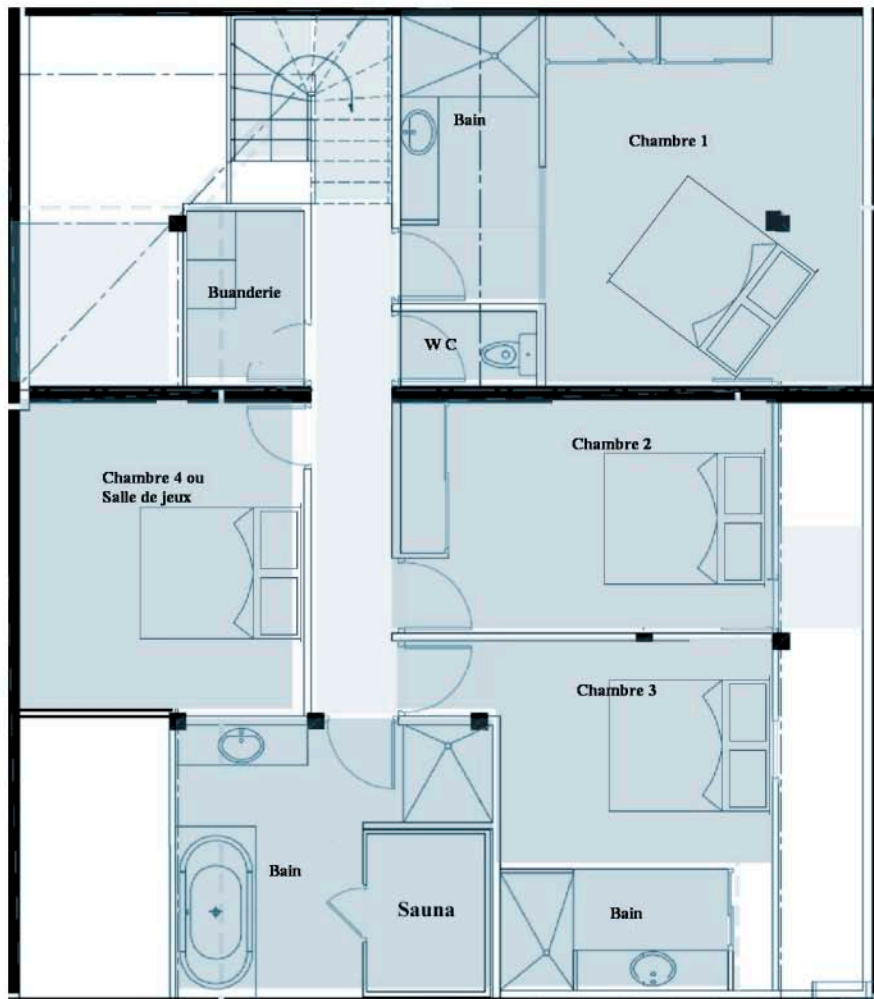 Bain
Chambre 1
Buanderie
W C
Chambre 2
Chambre 4 ou
Salle de jeux
Chambre 3
Bain
Sauna
Bain